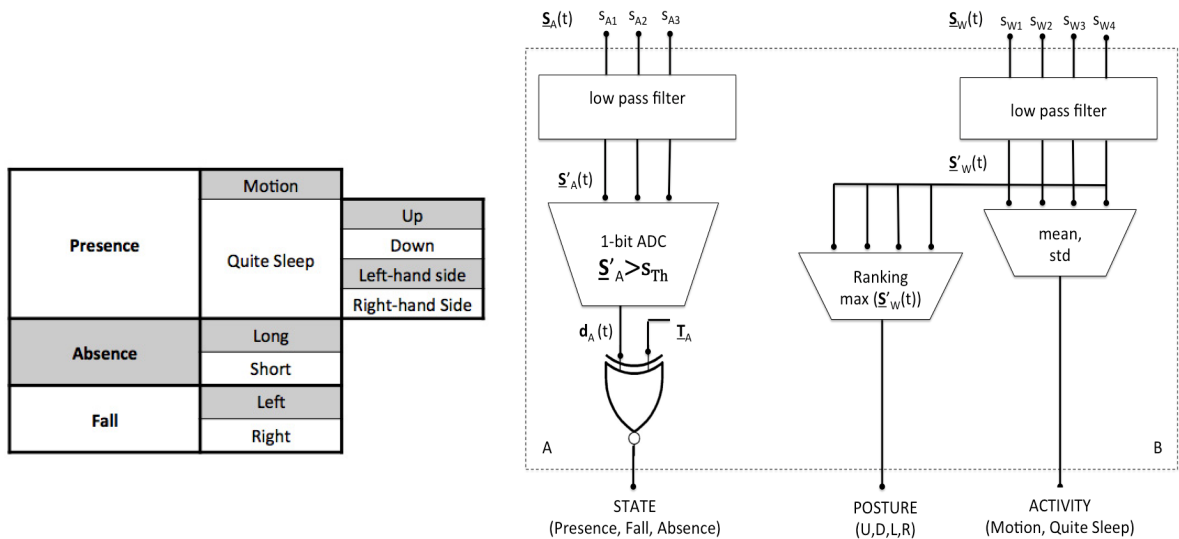 Presence
Motion
Quite Sleep
Up
Down
Left-hand side
Right-hand Side
Absence
Long
Short
Fall
Left
Right
S_A(t) s_A1 s_A2 s_A3
low pass filter
S'_A(t)
1-bit ADC
S'_A>s_Th
d_A(t) T_A
A
STATE
(Presence, Fall, Absence)
S_W(t) s_W1 s_W2 s_W3 s_W4
low pass filter
S'_W(t)
mean,
std
Ranking
max (S'_W(t))
B
POSTURE
(U,D,L,R)
ACTIVITY
(Motion, Quite Sleep)